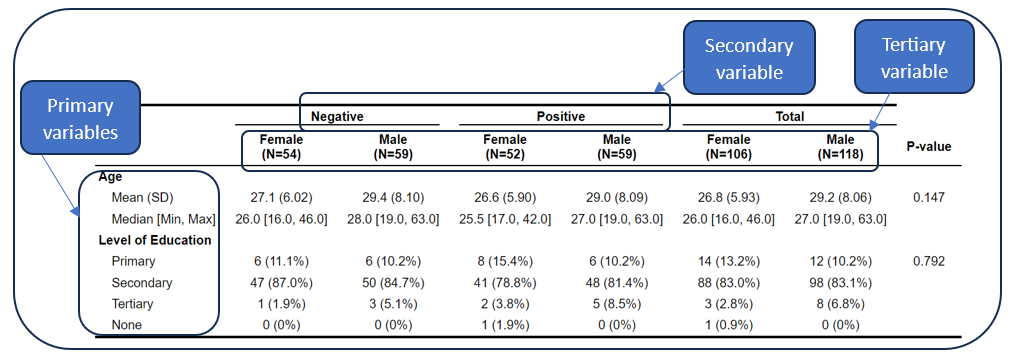 Secondary
variable
Tertiary
variable
Primary
variables
Negative Positive Total
Female Male Female Male Female Male P-value
(N=54) (N=59) (N=52) (N=59) (N=106) (N=118)
Age
Mean (SD) 27.1 (6.02) 29.4 (8.10) 26.6 (5.90) 29.0 (8.09) 26.8 (5.93) 29.2 (8.06) 0.147
Median [Min, Max] 26.0 [16.0, 46.0] 28.0 [19.0, 63.0] 25.5 [17.0, 42.0] 27.0 [19.0, 63.0] 26.0 [16.0, 46.0] 27.0 [19.0, 63.0]
Level of Education
Primary 6 (11.1%) 6 (10.2%) 8 (15.4%) 6 (10.2%) 14 (13.2%) 12 (10.2%) 0.792
Secondary 47 (87.0%) 50 (84.7%) 41 (78.8%) 48 (81.4%) 88 (83.0%) 98 (83.1%)
Tertiary 1 (1.9%) 3 (5.1%) 2 (3.8%) 5 (8.5%) 3 (2.8%) 8 (6.8%)
None 0 (0%) 0 (0%) 1 (1.9%) 0 (0%) 1 (0.9%) 0 (0%)